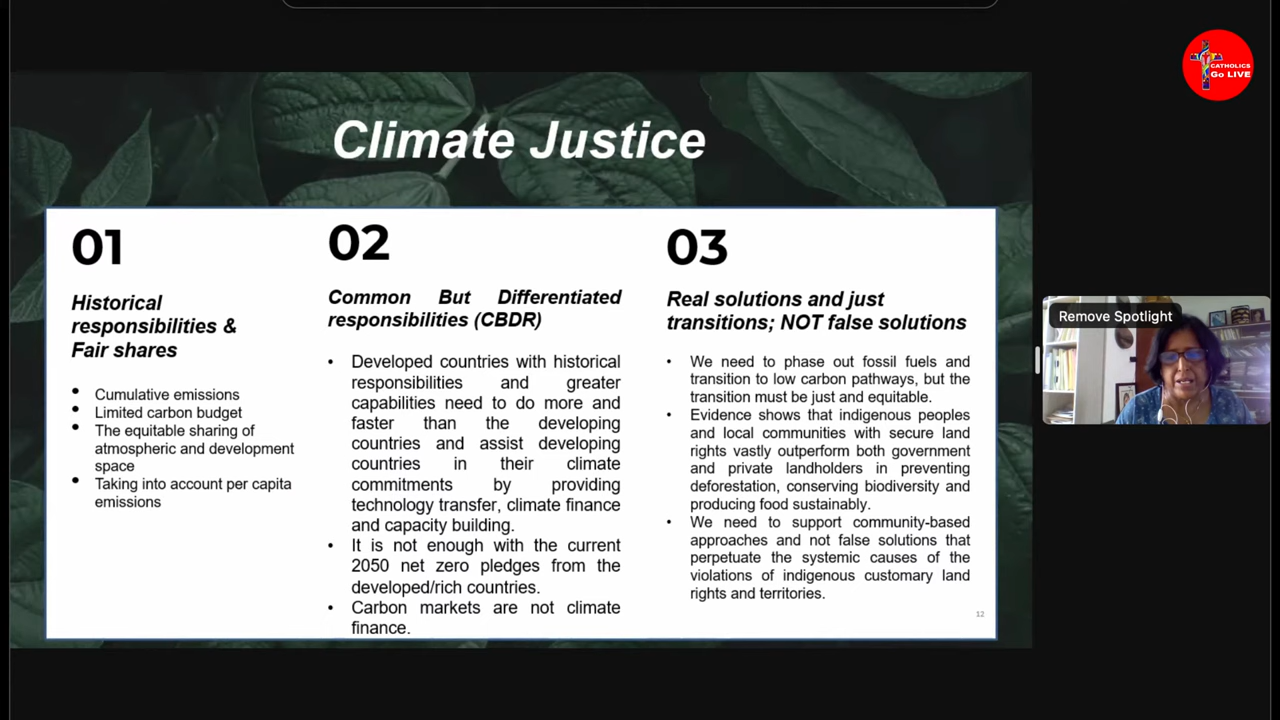 CATHOLICS
Go LIVE
Climate Justice
01
Historical
responsibilities &
Fair shares
• Cumulative emissions
• Limited carbon budget
• The equitable sharing of
atmospheric and development
space
• Taking into account per capita
emissions
02
Common But Differentiated
responsibilities (CBDR)
• Developed countries with historical
responsibilities and greater
capabilities need to do more and
faster than the developing
countries and assist developing
countries in their climate
commitments by providing
technology transfer, climate finance
and capacity building.
• It is not enough with the current
2050 net zero pledges from the
developed/rich countries.
• Carbon markets are not climate
finance.
03
Real solutions and just
transitions; NOT false solutions
• We need to phase out fossil fuels and
transition to low carbon pathways, but the
transition must be just and equitable.
• Evidence shows that indigenous peoples
and local communities with secure land
rights vastly outperform both government
and private landholders in preventing
deforestation, conserving biodiversity and
producing food sustainably.
• We need to support community-based
approaches and not false solutions that
perpetuate the systemic causes of the
violations of indigenous customary land
rights and territories.
12
Remove Spotlight